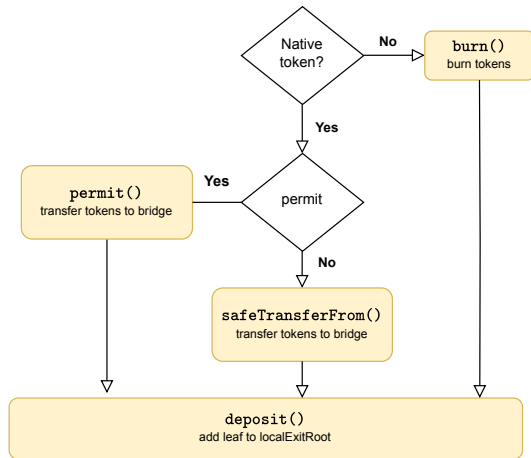 Native
token?
No
burn()
burn tokens
Yes
permit()
transfer tokens to bridge
Yes
permit
No
safeTransferFrom()
transfer tokens to bridge
deposit()
add leaf to localExitRoot